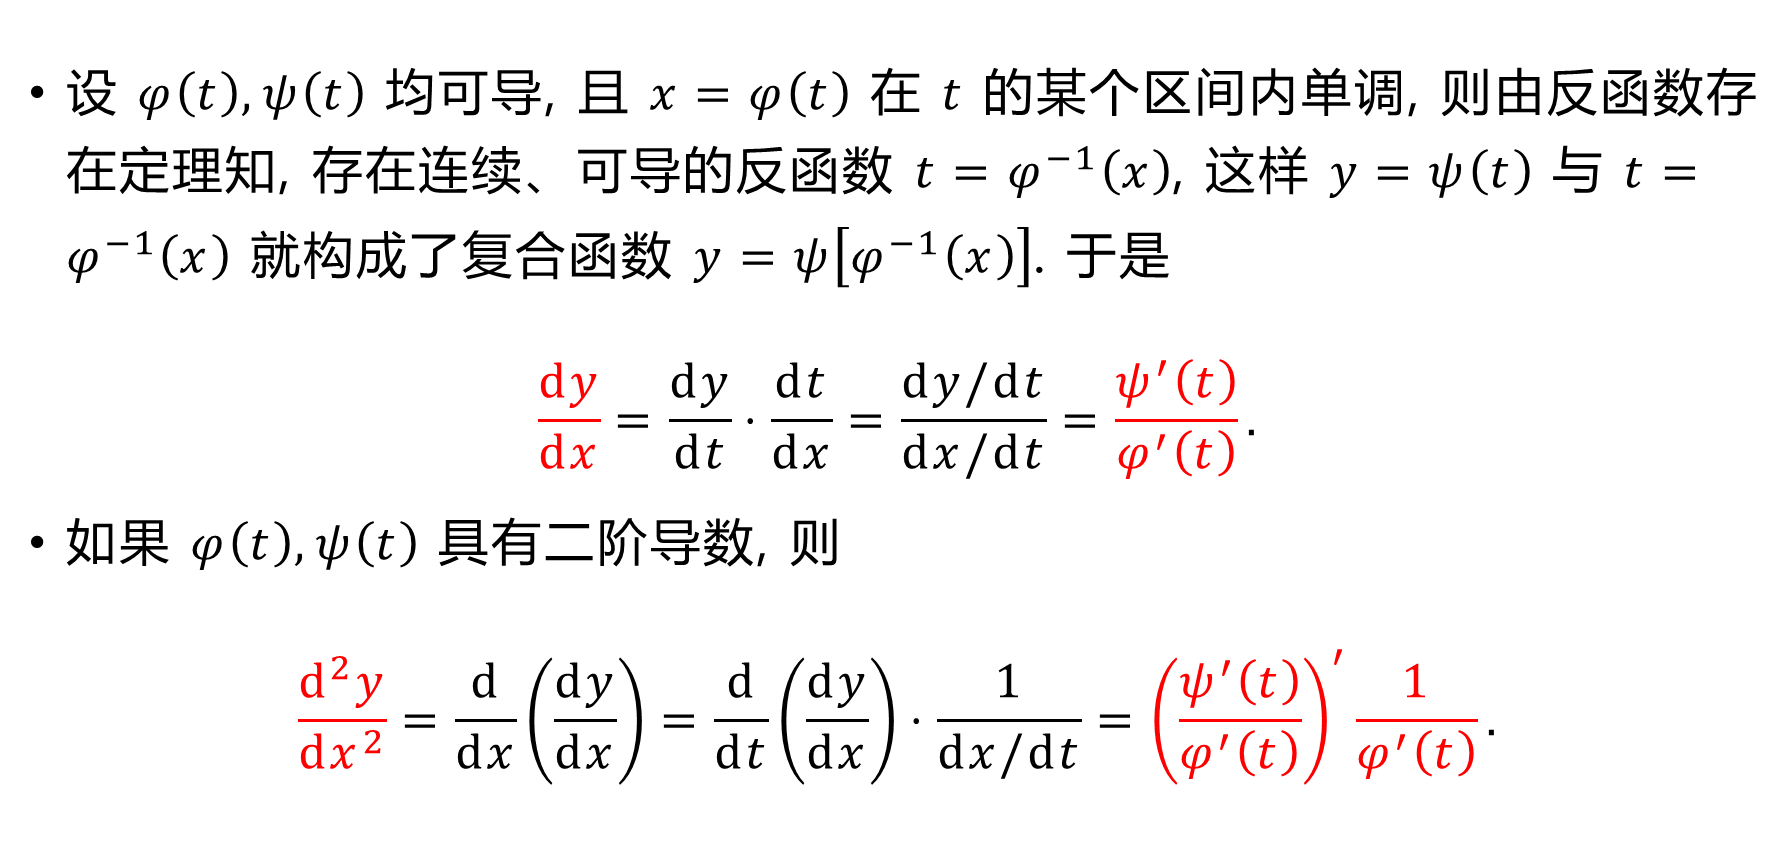 • 设 φ(t), ψ(t) 均可导, 且 x = φ(t) 在 t 的某个区间内单调, 则由反函数存
在定理知, 存在连续、可导的反函数 t = φ⁻¹(x), 这样 y = ψ(t) 与 t =
φ⁻¹(x) 就构成了复合函数 y = ψ[φ⁻¹(x)]. 于是
dy/dx = dy/dt · dt/dx = (dy/dt)/(dx/dt) = ψ′(t)/φ′(t).
• 如果 φ(t), ψ(t) 具有二阶导数, 则
d²y/dx² = d/dx (dy/dx) = d/dt (dy/dx) · 1/(dx/dt) = (ψ′(t)/φ′(t))′ 1/φ′(t).